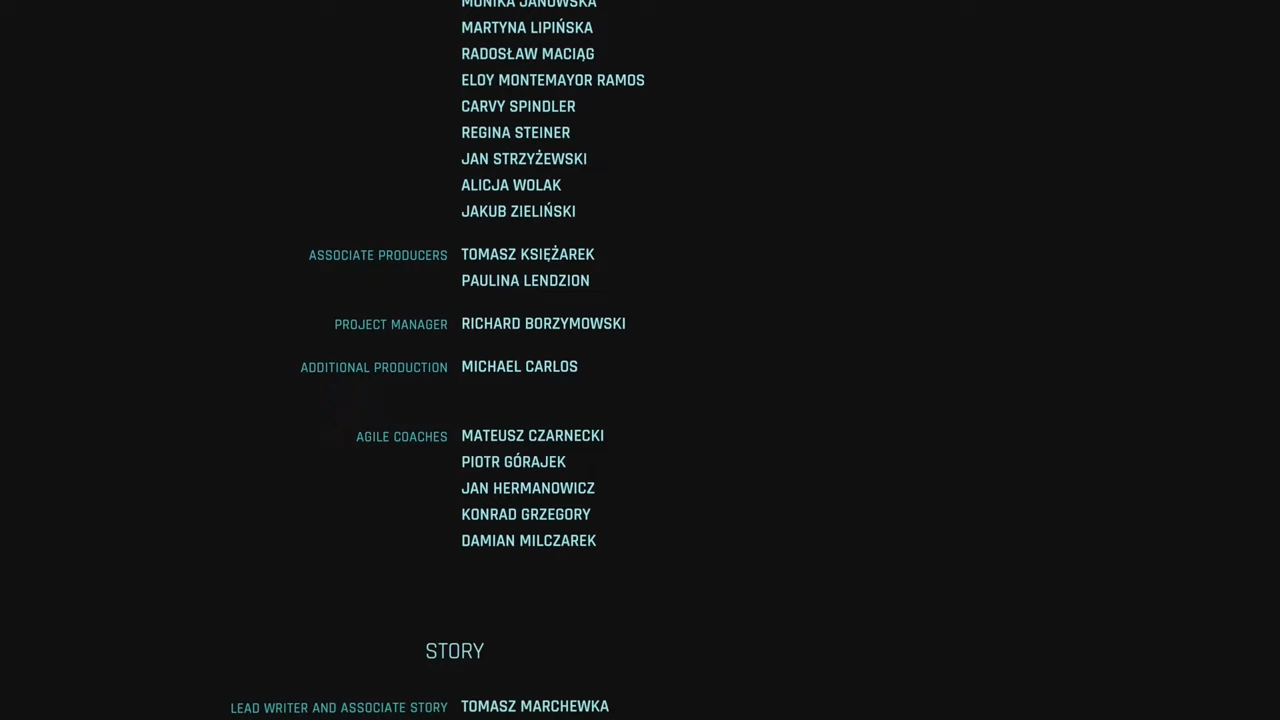 MONIKA JANOWSKA
MARTYNA LIPIŃSKA
RADOSŁAW MACIĄG
ELOY MONTEMAYOR RAMOS
CARVY SPINDLER
REGINA STEINER
JAN STRZYŻEWSKI
ALICJA WOLAK
JAKUB ZIELIŃSKI
ASSOCIATE PRODUCERS TOMASZ KSIĘŻAREK
PAULINA LENDZION
PROJECT MANAGER RICHARD BORZYMOWSKI
ADDITIONAL PRODUCTION MICHAEL CARLOS
AGILE COACHES MATEUSZ CZARNECKI
PIOTR GÓRAJEK
JAN HERMANOWICZ
KONRAD GRZEGORY
DAMIAN MILCZAREK
STORY
LEAD WRITER AND ASSOCIATE STORY TOMASZ MARCHEWKA